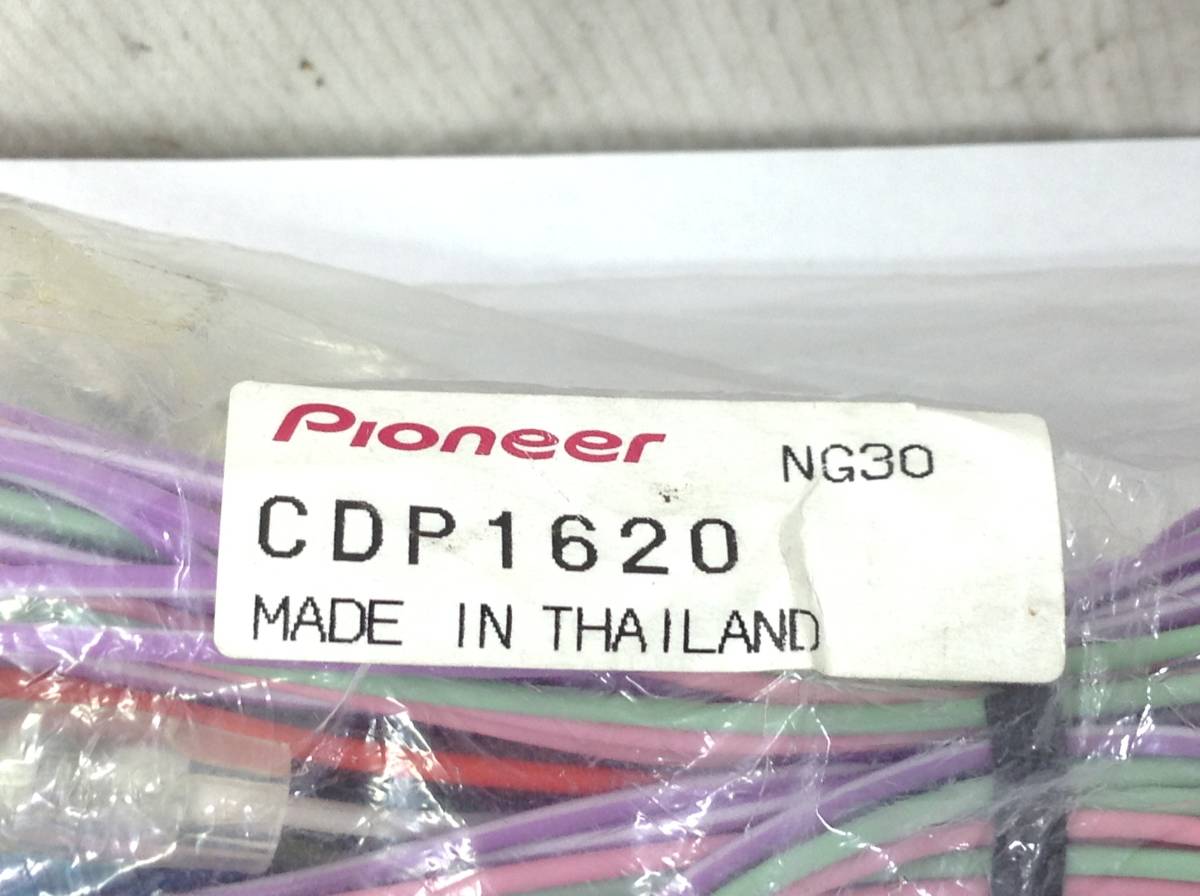 Pioneer
NG30
CDP1620
MADE IN THAILAND